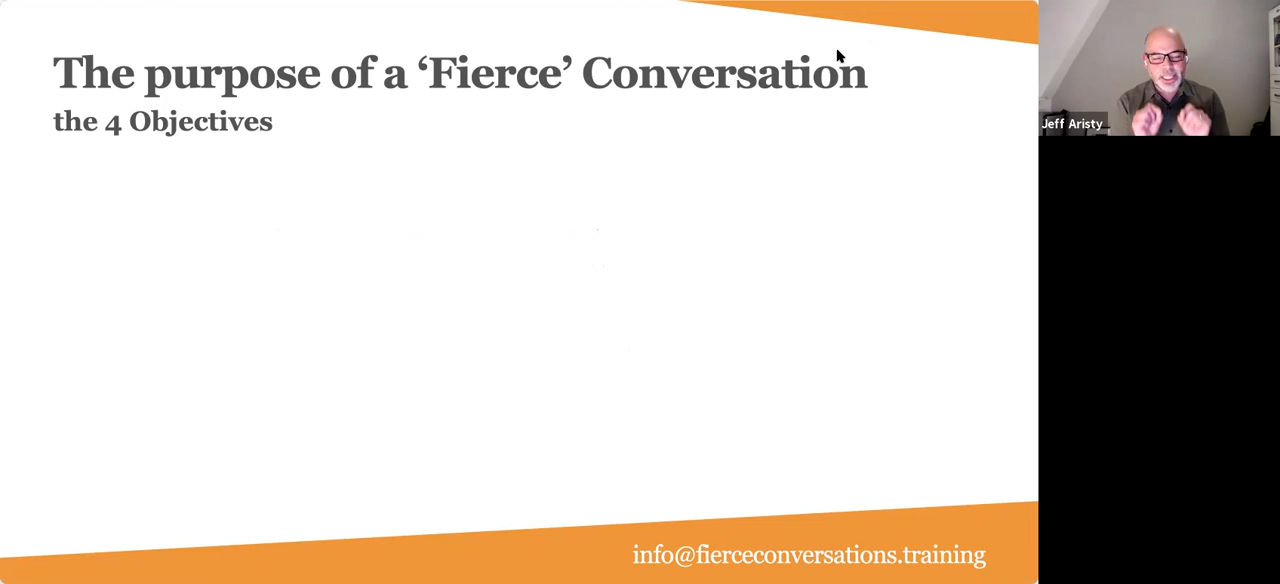 The purpose of a ‘Fierce’ Conversation
the 4 Objectives
Jeff Aristy
info@fierceconversations.training